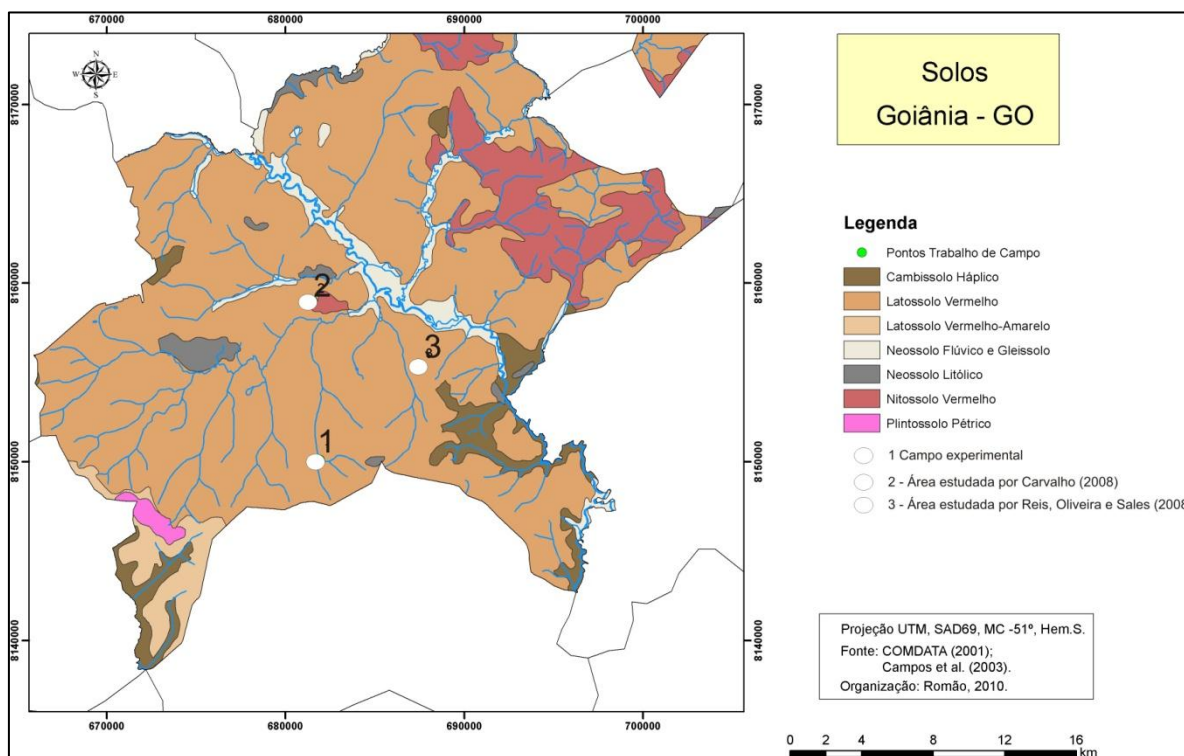 670000
680000
690000
700000
8170000
8160000
8150000
8140000
N
W E
S
2
3
1
670000
680000
690000
700000
Solos
Goiânia - GO
Legenda
Pontos Trabalho de Campo
Cambissolo Háplico
Latossolo Vermelho
Latossolo Vermelho-Amarelo
Neossolo Flúvico e Gleissolo
Neossolo Litólico
Nitossolo Vermelho
Plintossolo Pétrico
1 Campo experimental
2 - Área estudada por Carvalho (2008)
3 - Área estudada por Reis, Oliveira e Sales (2008
Projeção UTM, SAD69, MC -51º, Hem.S.
Fonte: COMDATA (2001);
Campos et al. (2003).
Organização: Romão, 2010.
0 2 4 8 12 16
km
8170000
8160000
8150000
8140000